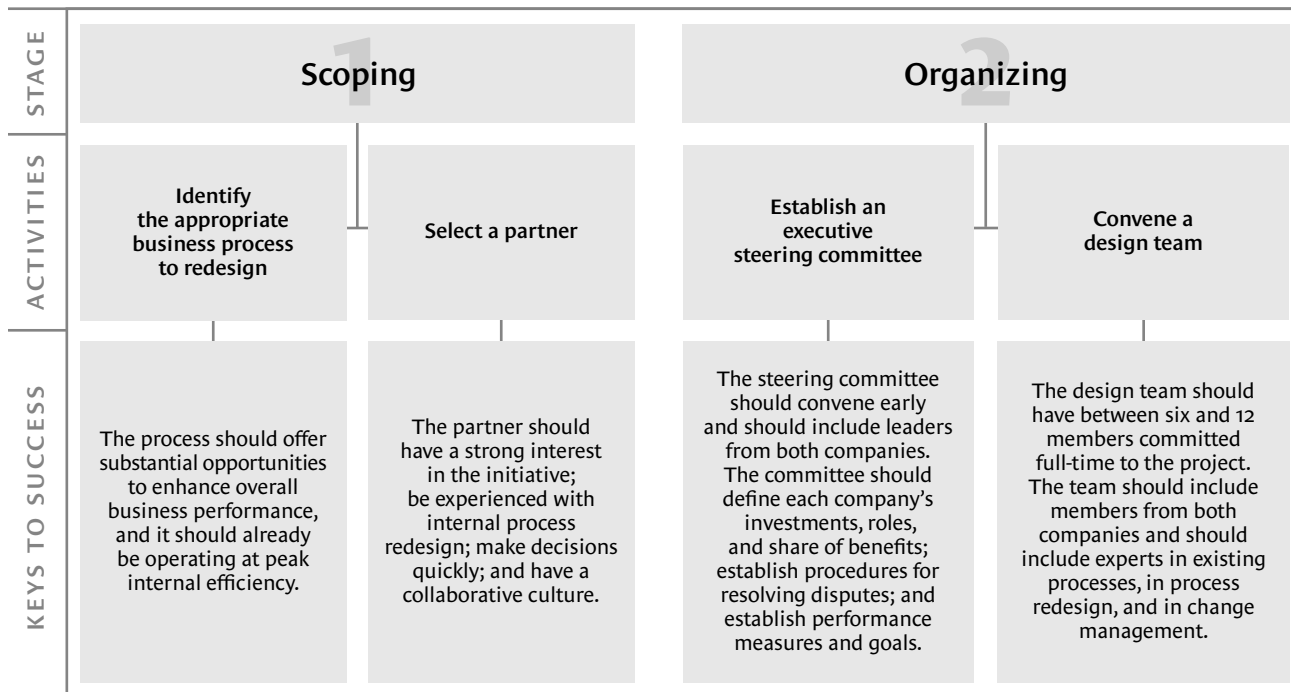 STAGE
1
Scoping
2
Organizing
ACTIVITIES
Identify
the appropriate
business process
to redesign
Select a partner
Establish an
executive
steering committee
Convene a
design team
KEYS TO SUCCESS
The process should offer
substantial opportunities
to enhance overall
business performance,
and it should already
be operating at peak
internal efficiency.
The partner should
have a strong interest
in the initiative;
be experienced with
internal process
redesign; make decisions
quickly; and have a
collaborative culture.
The steering committee
should convene early
and should include leaders
from both companies.
The committee should
define each company’s
investments, roles,
and share of benefits;
establish procedures for
resolving disputes; and
establish performance
measures and goals.
The design team should
have between six and 12
members committed
full-time to the project.
The team should include
members from both
companies and should
include experts in existing
processes, in process
redesign, and in change
management.